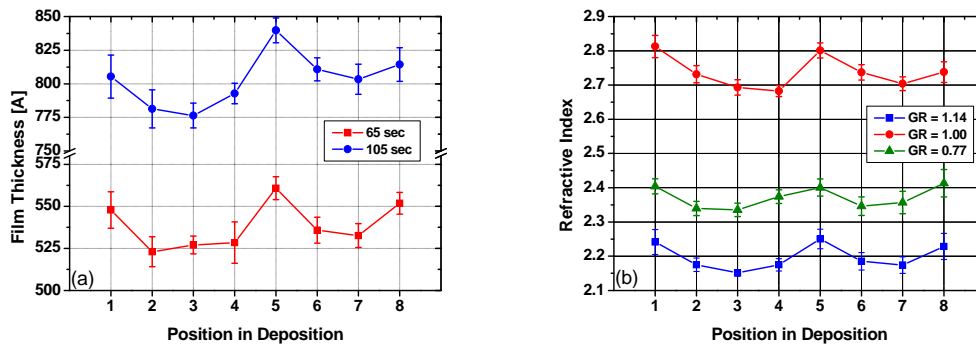 850
825
800
775
750
575
550
525
500
Film Thickness [A]
65 sec
105 sec
(a)
1 2 3 4 5 6 7 8
Position in Deposition
2.9
2.8
2.7
2.6
2.5
2.4
2.3
2.2
2.1
Refractive Index
GR = 1.14
GR = 1.00
GR = 0.77
(b)
1 2 3 4 5 6 7 8
Position in Deposition